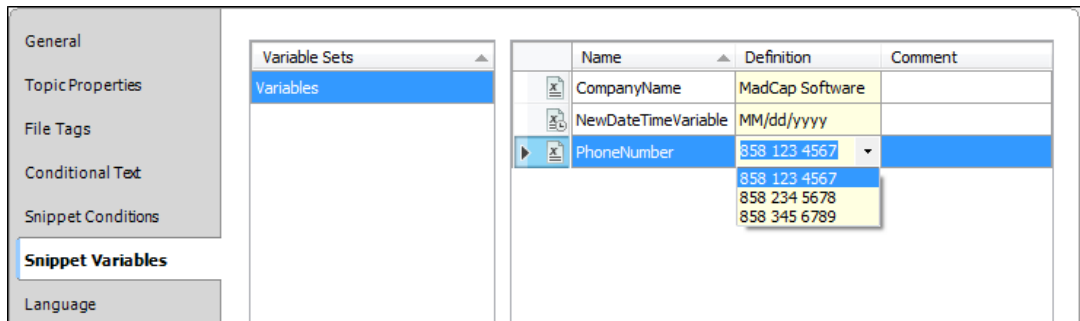 General
Topic Properties
File Tags
Conditional Text
Snippet Conditions
Snippet Variables
Language
Variable Sets
Variables
Name Definition Comment
CompanyName MadCap Software
NewDateTimeVariable MM/dd/yyyy
PhoneNumber 858 123 4567
858 123 4567
858 234 5678
858 345 6789